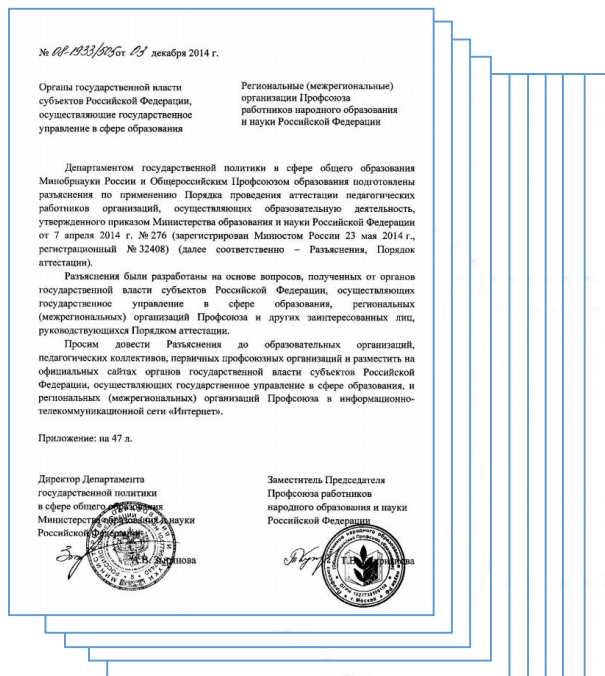 № 08-1933/505 от 03 декабря 2014 г.
Органы государственной власти
субъектов Российской Федерации,
осуществляющие государственное
управление в сфере образования
Региональные (межрегиональные)
организации Профсоюза
работников народного образования
и науки Российской Федерации
Департаментом государственной политики в сфере общего образования
Минобрнауки России и Общероссийским Профсоюзом образования подготовлены
разъяснения по применению Порядка проведения аттестации педагогических
работников организаций, осуществляющих образовательную деятельность,
утвержденного приказом Министерства образования и науки Российской Федерации
от 7 апреля 2014 г. № 276 (зарегистрирован Минюстом России 23 мая 2014 г.,
регистрационный № 32408) (далее соответственно – Разъяснения, Порядок
аттестации).
Разъяснения были разработаны на основе вопросов, полученных от органов
государственной власти субъектов Российской Федерации, осуществляющих
государственное управление в сфере образования, региональных
(межрегиональных) организаций Профсоюза и других заинтересованных лиц,
руководствующихся Порядком аттестации.
Просим довести Разъяснения до образовательных организаций,
педагогических коллективов, первичных профсоюзных организаций и разместить на
официальных сайтах органов государственной власти субъектов Российской
Федерации, осуществляющих государственное управление в сфере образования, и
региональных (межрегиональных) организаций Профсоюза в информационно-
телекоммуникационной сети «Интернет».
Приложение: на 47 л.
Директор Департамента
государственной политики
в сфере общего образования
Министерства образования и науки
Российской Федерации
Заместитель Председателя
Профсоюза работников
народного образования и науки
Российской Федерации
г. Москва